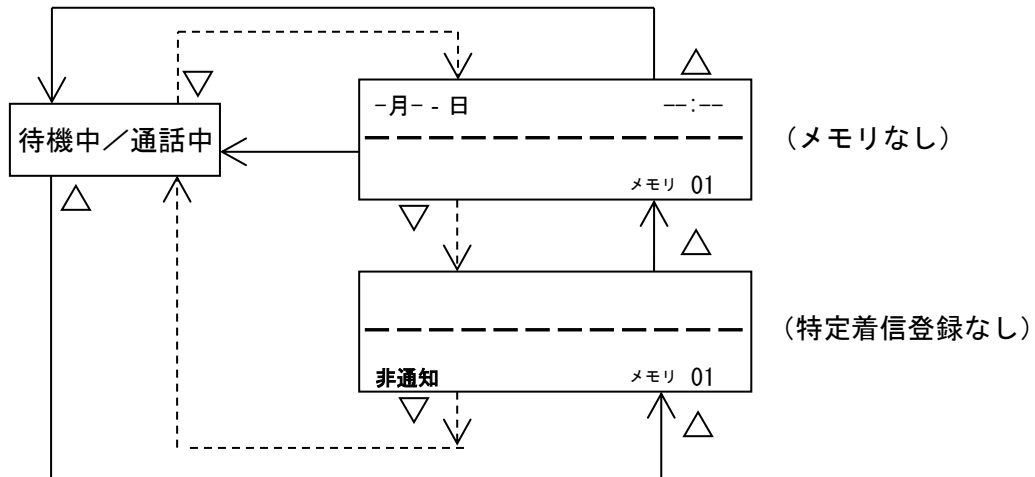 -月- - 日 --:--
(メモリなし)
待機中/通話中
メモリ 01
(特定着信登録なし)
非通知 メモリ 01